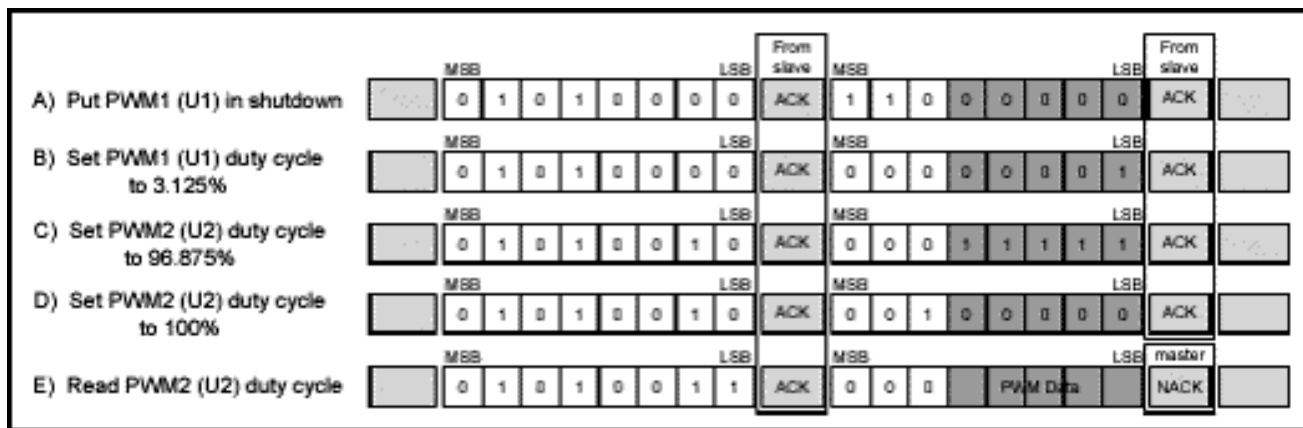 From From
MSB LSB slave MSB LSB slave
A) Put PWM1 (U1) in shutdown 0 1 0 1 0 0 0 0 ACK 1 1 0 0 0 0 0 0 ACK
MSB LSB MSB LSB
B) Set PWM1 (U1) duty cycle 0 1 0 1 0 0 0 0 ACK 0 0 0 0 0 0 0 1 ACK
to 3.125%
MSB LSB MSB LSB
C) Set PWM2 (U2) duty cycle 0 1 0 1 0 0 1 0 ACK 0 0 0 1 1 1 1 1 ACK
to 96.875%
MSB LSB MSB LSB
D) Set PWM2 (U2) duty cycle 0 1 0 1 0 0 1 0 ACK 0 0 1 0 0 0 0 0 ACK
to 100%
MSB LSB MSB LSB master
E) Read PWM2 (U2) duty cycle 0 1 0 1 0 0 1 1 ACK 0 0 0 PWM Data NACK